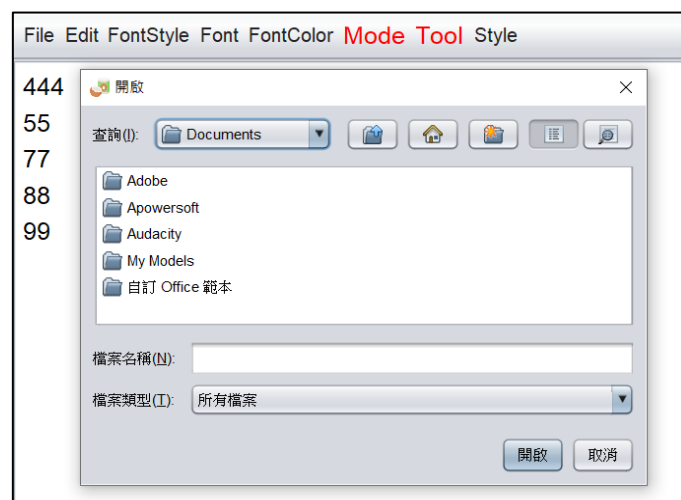 File Edit FontStyle Font FontColor Mode Tool Style
444
55
77
88
99
開啟
查詢(I): Documents
Adobe
Apowersoft
Audacity
My Models
自訂 Office 範本
檔案名稱(N):
檔案類型(T): 所有檔案
開啟 取消